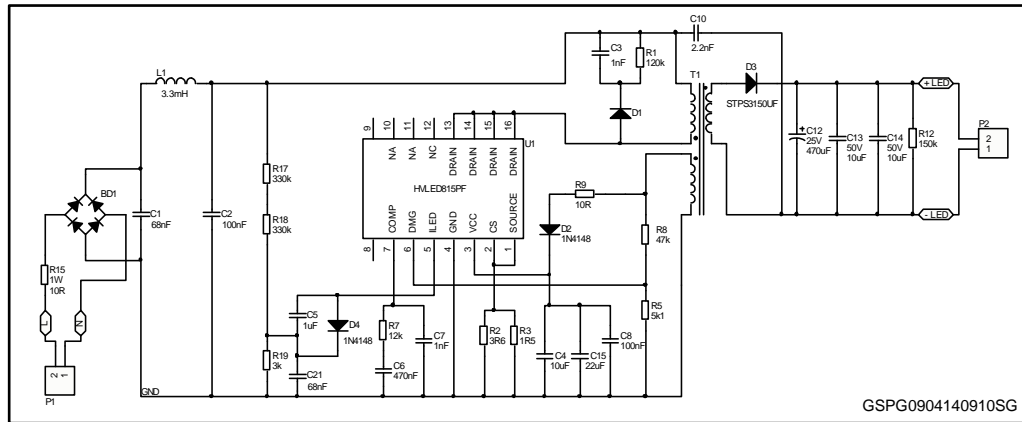 C10
2.2nF
C3
1nF
R1
120k
T1
D3
STPS3150UF
L1
3.3mH
D1
+ LED
P2
2
1
C12
25V
470uF
C13
50V
10uF
C14
50V
10uF
R12
150k
- LED
9
10
11
12
13
14
15
16
NA
NA
NC
DRAIN
DRAIN
DRAIN
DRAIN
U1
HVLED815PF
COMP
DMG
ILED
GND
VCC
CS
SOURCE
8
7
6
5
4
3
2
1
R17
330k
R18
330k
BD1
C1
68nF
C2
100nF
R9
10R
D2
1N4148
R8
47k
R15
1W
10R
L
N
C5
1uF
D4
1N4148
R7
12k
C7
1nF
R2
3R6
R3
1R5
C4
10uF
C15
22uF
C8
100nF
R5
5k1
R19
3k
C21
68nF
C6
470nF
2
1
P1
GND
GSPG0904140910SG